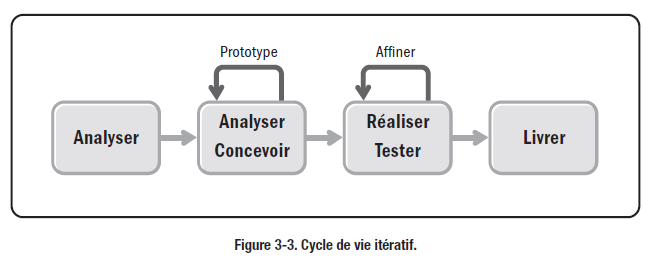 Prototype
Affiner
Analyser
Analyser
Concevoir
Réaliser
Tester
Livrer
Figure 3-3. Cycle de vie itératif.